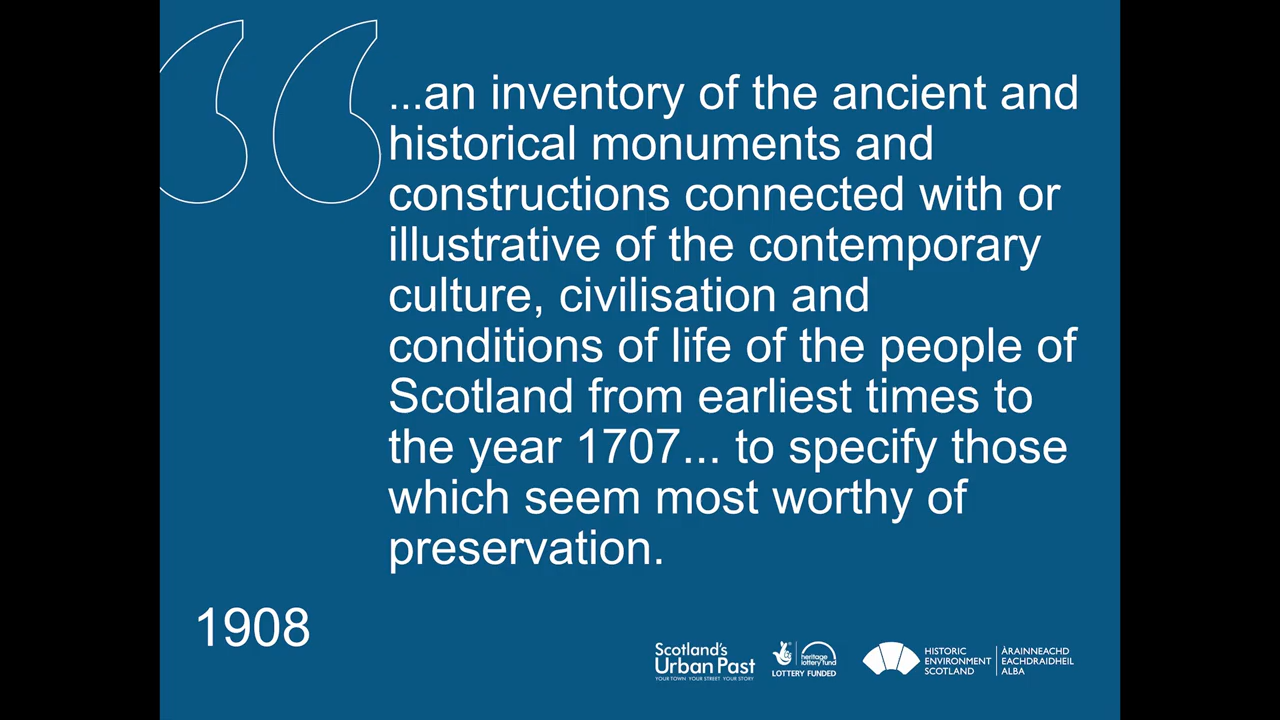 ...an inventory of the ancient and
historical monuments and
constructions connected with or
illustrative of the contemporary
culture, civilisation and
conditions of life of the people of
Scotland from earliest times to
the year 1707... to specify those
which seem most worthy of
preservation.
1908
Scotland's
Urban Past
YOUR TOWN YOUR STREET YOUR STORY
heritage
lottery fund
LOTTERY FUNDED
HISTORIC
ENVIRONMENT
SCOTLAND
ÀRAINNEACHD
EACHDRAIDHEIL
ALBA